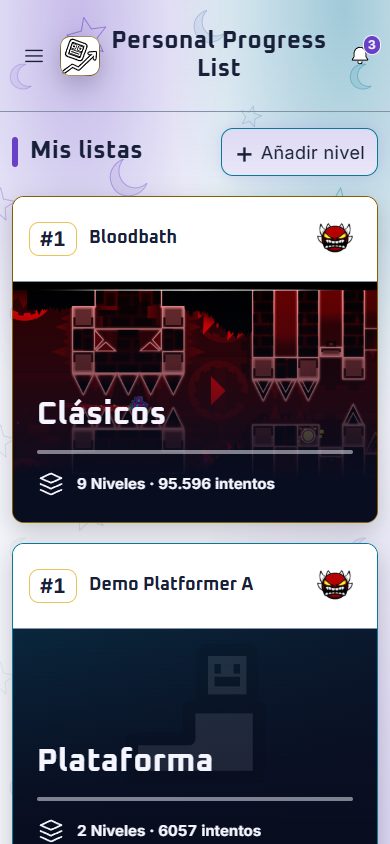 Personal Progress
List
3
Mis listas
+ Añadir nivel
#1 Bloodbath
Clásicos
9 Niveles · 95.596 intentos
#1 Demo Platformer A
Plataforma
2 Niveles · 6057 intentos